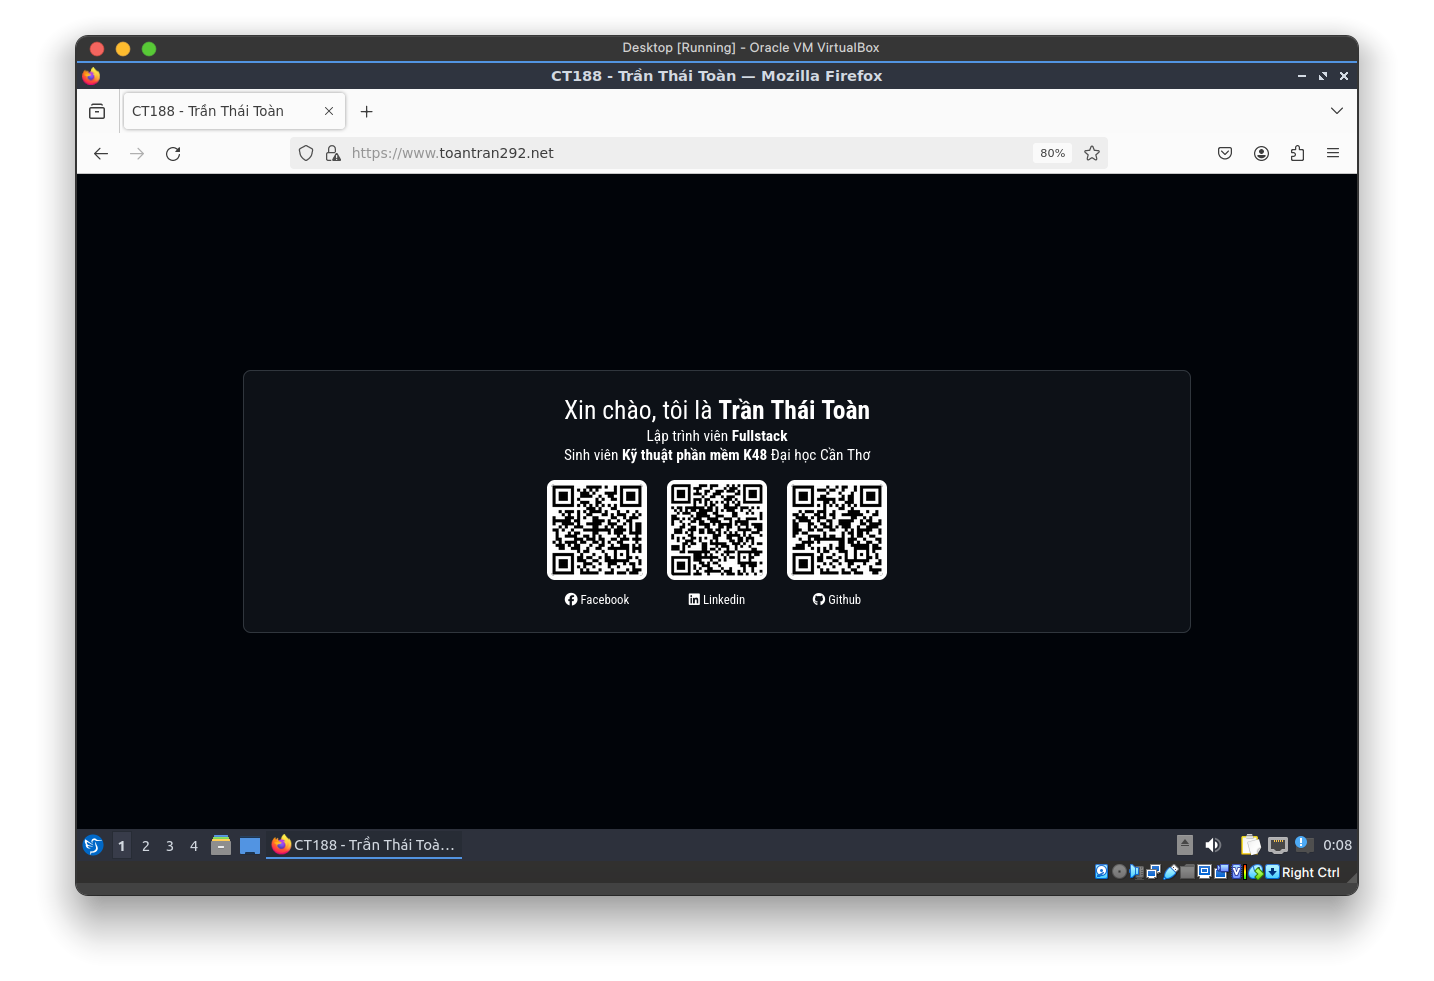 Desktop [Running] - Oracle VM VirtualBox
CT188 - Trần Thái Toàn — Mozilla Firefox
CT188 - Trần Thái Toàn
https://www.toantran292.net
80%
Xin chào, tôi là Trần Thái Toàn
Lập trình viên Fullstack
Sinh viên Kỹ thuật phần mềm K48 Đại học Cần Thơ
Facebook
Linkedin
Github
1 2 3 4 CT188 - Trần Thái Toà... 0:08
Right Ctrl